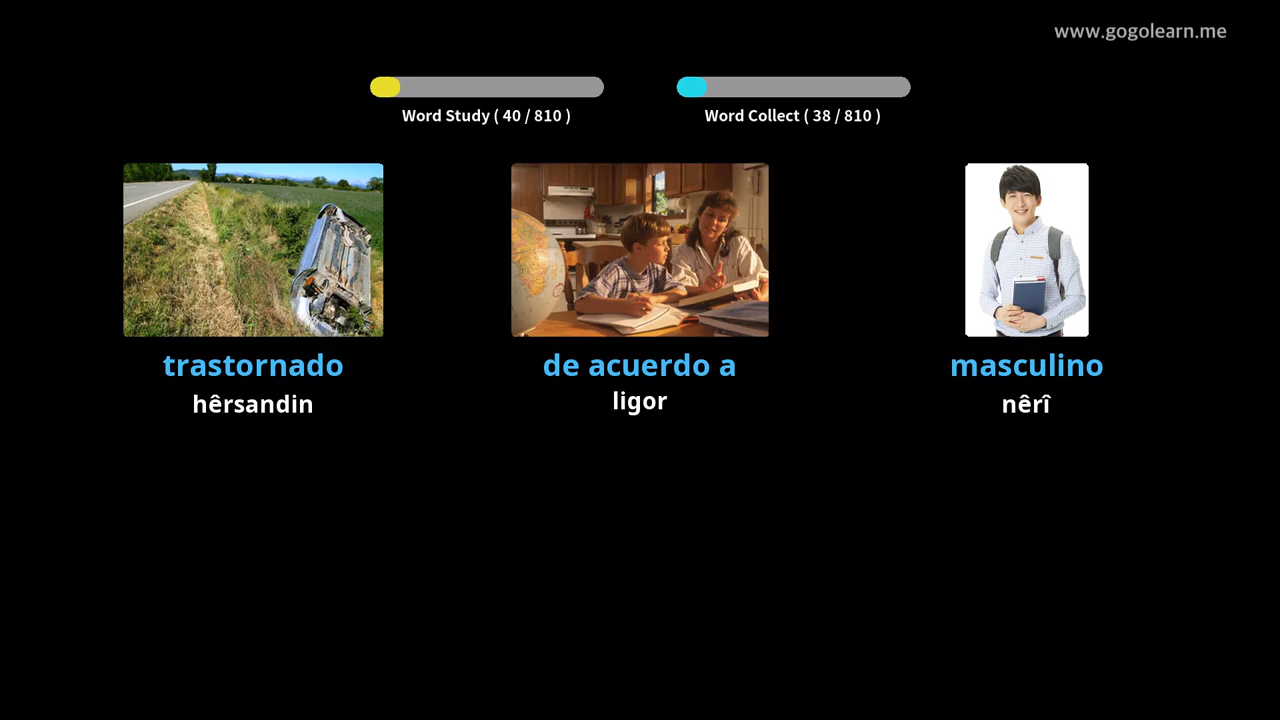 www.gogolearn.me
Word Study ( 40 / 810 )
Word Collect ( 38 / 810 )
trastornado
hêrsandin
de acuerdo a
ligor
masculino
nêrî